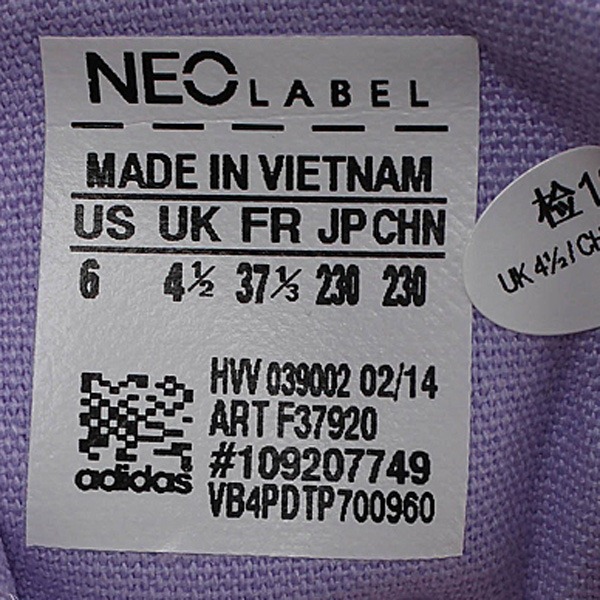 NEO LABEL
MADE IN VIETNAM
US UK FR JP CHN
6 4½ 37⅓ 230 230
HVV 039002 02/14
ART F37920
#109207749
VB4PDTP700960
adidas
检1
UK 4½/CH